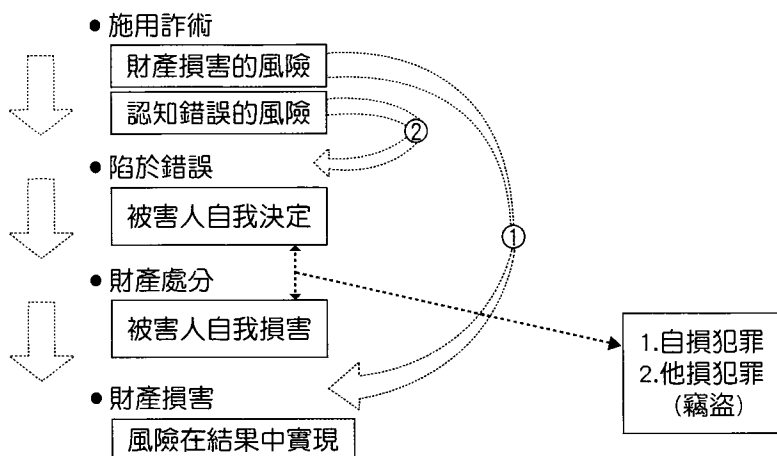 ● 施用詐術
財產損害的風險
認知錯誤的風險
②
● 陷於錯誤
被害人自我決定
①
● 財產處分
被害人自我損害
1.自損犯罪
2.他損犯罪
(竊盜)
● 財產損害
風險在結果中實現